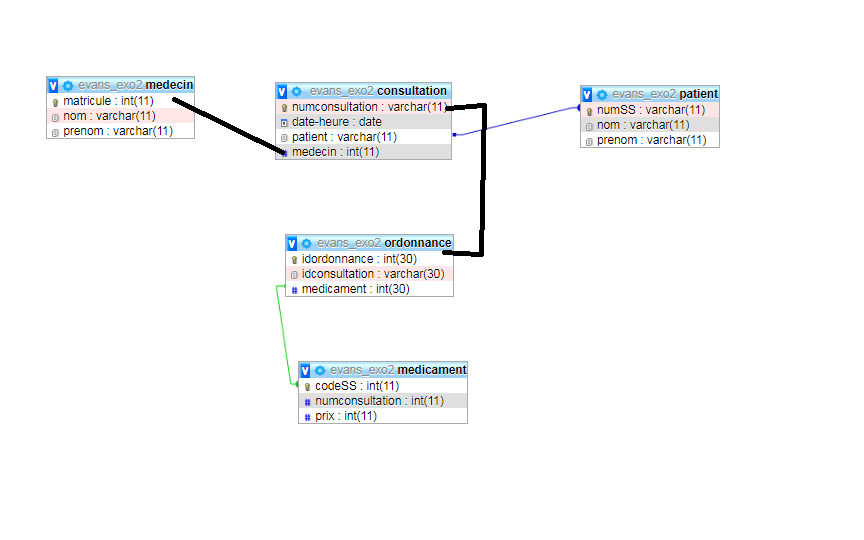 evans_exo2 medecin
matricule : int(11)
nom : varchar(11)
prenom : varchar(11)
evans_exo2 consultation
numconsultation : varchar(11)
date-heure : date
patient : varchar(11)
medecin : int(11)
evans_exo2 patient
numSS : varchar(11)
nom : varchar(11)
prenom : varchar(11)
evans_exo2 ordonnance
idordonnance : int(30)
idconsultation : varchar(30)
medicament : int(30)
evans_exo2 medicament
codeSS : int(11)
numconsultation : int(11)
prix : int(11)